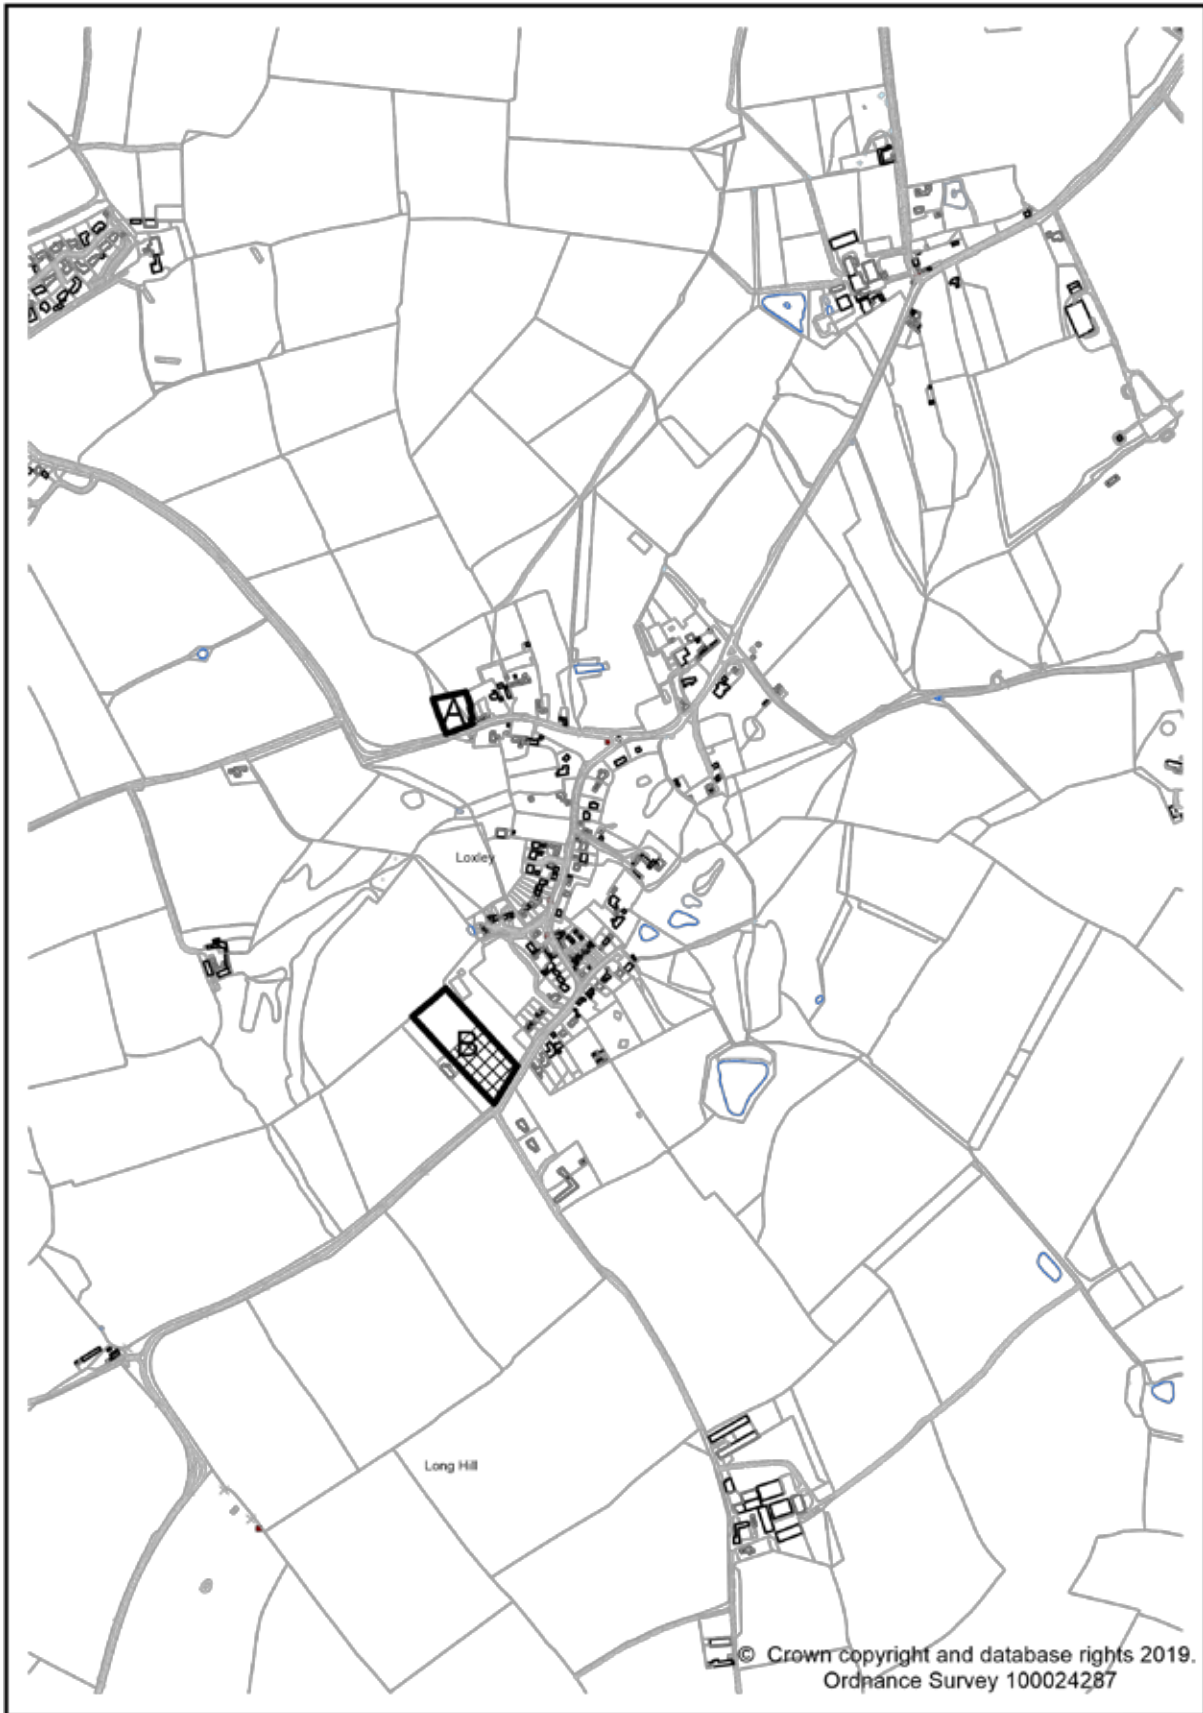 A
Loxley
B
Long Hill
© Crown copyright and database rights 2019.
Ordnance Survey 100024287